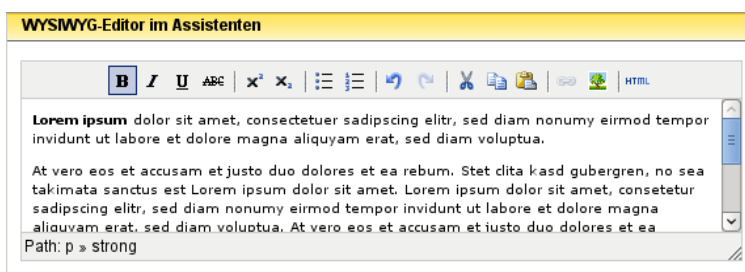 WYSIWYG-Editor im Assistenten
B I U ABC x² x₂ HTML
Lorem ipsum dolor sit amet, consectetuer sadipscing elitr, sed diam nonumy eirmod tempor
invidunt ut labore et dolore magna aliquyam erat, sed diam voluptua.
At vero eos et accusam et justo duo dolores et ea rebum. Stet clita kasd gubergren, no sea
takimata sanctus est Lorem ipsum dolor sit amet. Lorem ipsum dolor sit amet, consetetur
sadipscing elitr, sed diam nonumy eirmod tempor invidunt ut labore et dolore magna
aliquyam erat, sed diam voluptua. At vero eos et accusam et justo duo dolores et ea
Path: p » strong